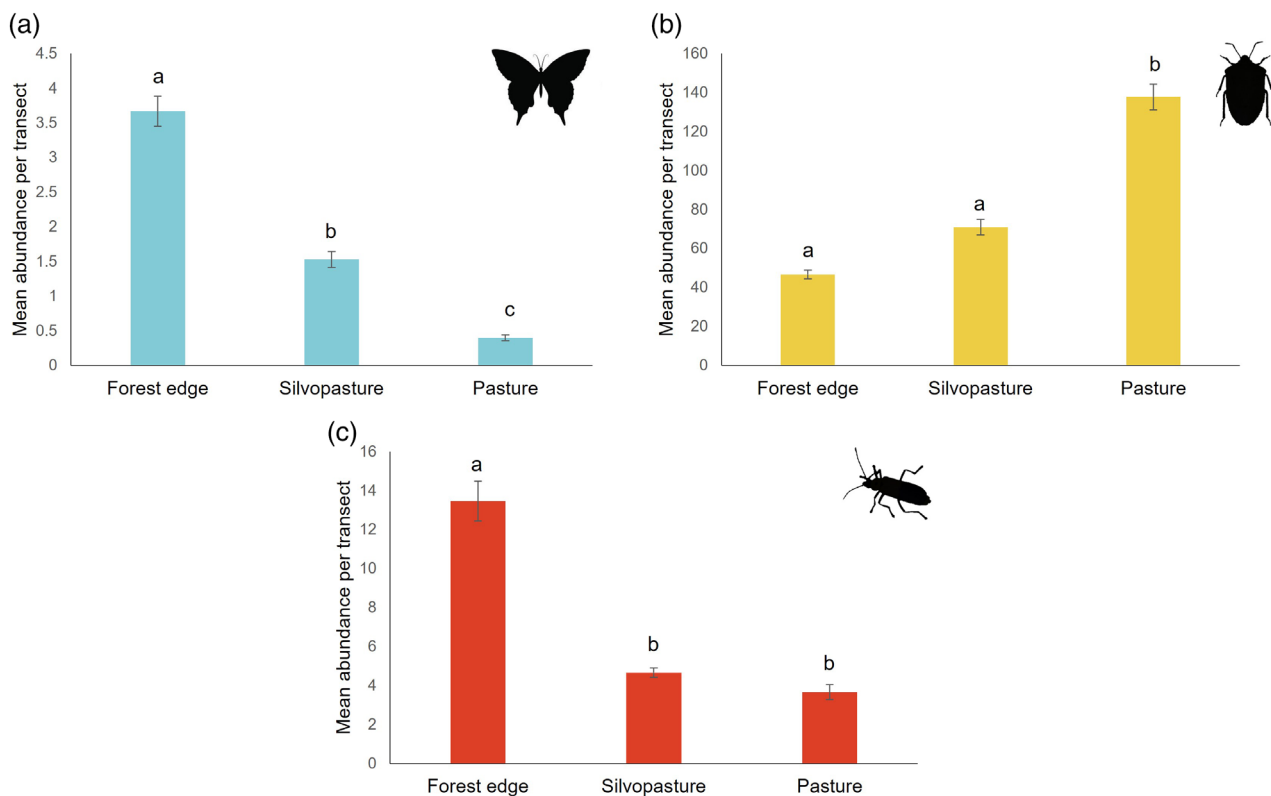 (a)
Mean abundance per transect
4.5
4
3.5
3
2.5
2
1.5
1
0.5
0
a
b
c
Forest edge Silvopasture Pasture
(b)
Mean abundance per transect
160
140
120
100
80
60
40
20
0
a
a
b
Forest edge Silvopasture Pasture
(c)
Mean abundance per transect
16
14
12
10
8
6
4
2
0
a
b
b
Forest edge Silvopasture Pasture